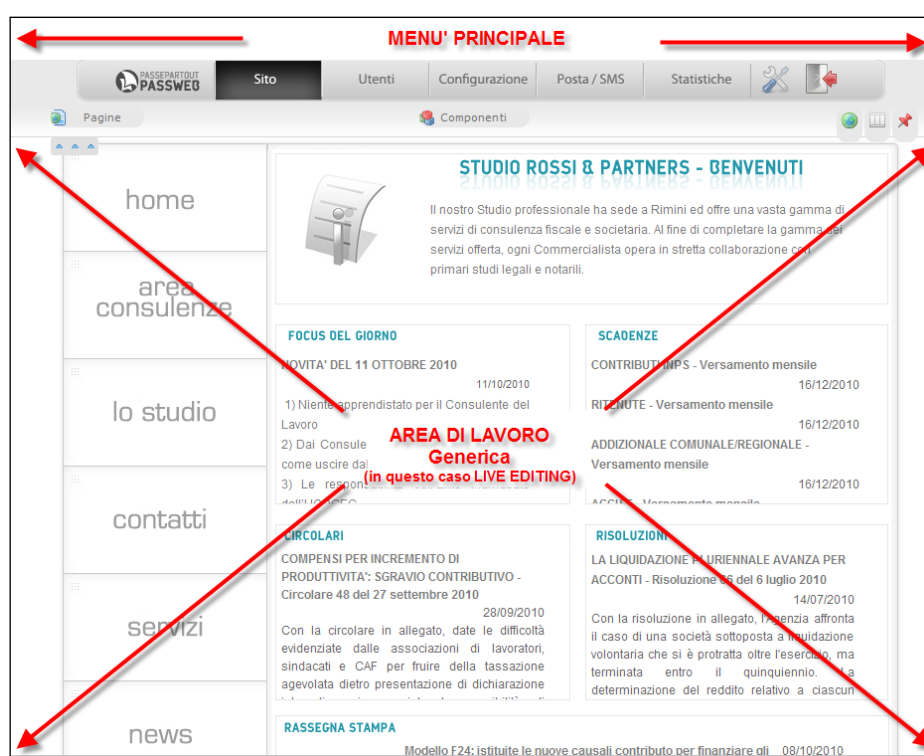 MENU' PRINCIPALE
PASSEPARTOUT
PASSWEB
Sito
Utenti
Configurazione
Posta / SMS
Statistiche
Pagine
Componenti
home
area
consulenze
lo studio
contatti
servizi
news
STUDIO ROSSI & PARTNERS - BENVENUTI
Il nostro Studio professionale ha sede a Rimini ed offre una vasta gamma di
servizi di consulenza fiscale e societaria. Al fine di completare la gamma dei
servizi offerta, ogni Commercialista opera in stretta collaborazione con
primari studi legali e notarili.
FOCUS DEL GIORNO
NOVITA' DEL 11 OTTOBRE 2010
11/10/2010
1) Niente apprendistato per il Consulente del
Lavoro
2) Dai Consule
come uscire dal
3) Le
SCADENZE
CONTRIBUTI INPS - Versamento mensile
16/12/2010
RITENUTE - Versamento mensile
16/12/2010
ADDIZIONALE COMUNALE/REGIONALE -
Versamento mensile
16/12/2010
ACCISE - Versamento mensile
AREA DI LAVORO
Generica
(in questo caso LIVE EDITING)
CIRCOLARI
COMPENSI PER INCREMENTO DI
PRODUTTIVITA': SGRAVIO CONTRIBUTIVO -
Circolare 48 del 27 settembre 2010
28/09/2010
Con la circolare in allegato, date le difficoltà
evidenziate dalle associazioni di lavoratori,
sindacati e CAF per fruire della tassazione
agevolata dietro presentazione di dichiarazione
RISOLUZIONI
LA LIQUIDAZIONE PLURIENNALE AVANZA PER
ACCONTI - Risoluzione 66 del 6 luglio 2010
14/07/2010
Con la risoluzione in allegato, l'Agenzia affronta
il caso di una società sottoposta a liquidazione
volontaria che si è protratta oltre l'esercizio, ma
terminata entro il quinquiennio. La
determinazione del reddito relativo a ciascun
RASSEGNA STAMPA
Modello F24: istituite le nuove causali contributo per finanziare gli 08/10/2010